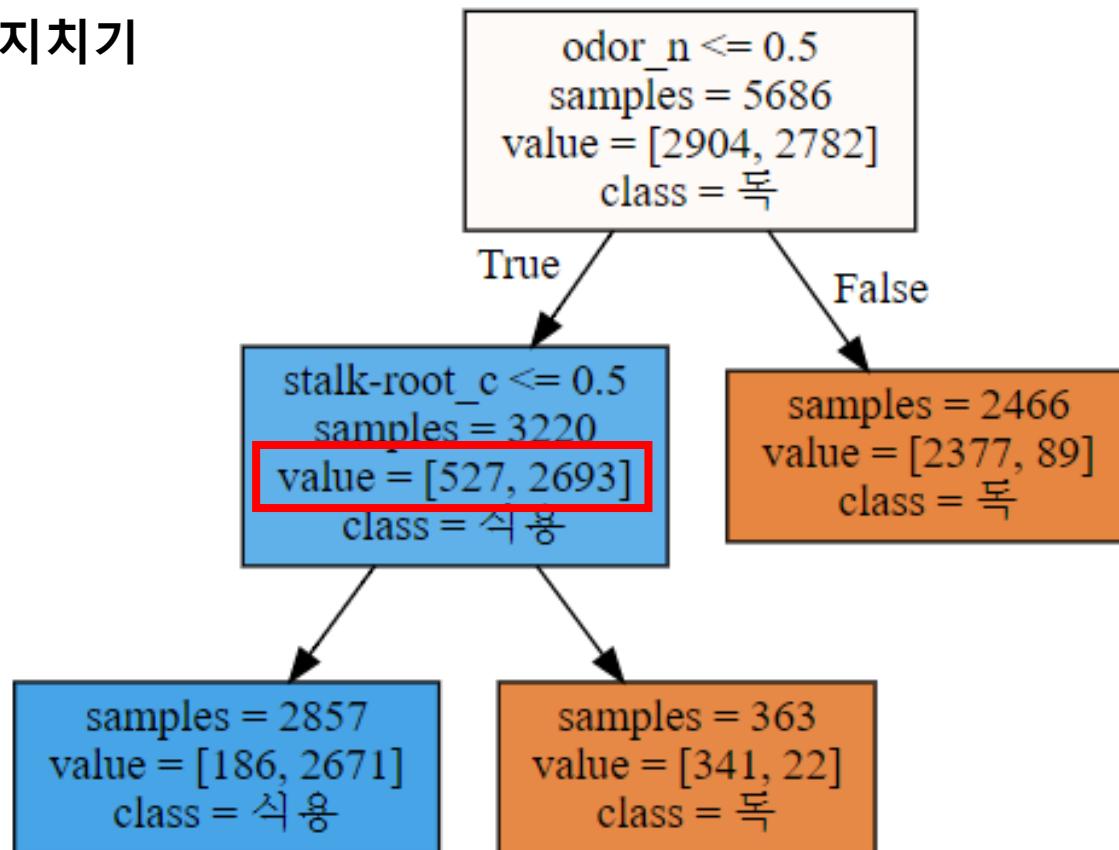 지치기
odor_n <= 0.5
samples = 5686
value = [2904, 2782]
class = 독
True
False
stalk-root_c <= 0.5
samples = 3220
value = [527, 2693]
class = 식용
samples = 2466
value = [2377, 89]
class = 독
samples = 2857
value = [186, 2671]
class = 식용
samples = 363
value = [341, 22]
class = 독